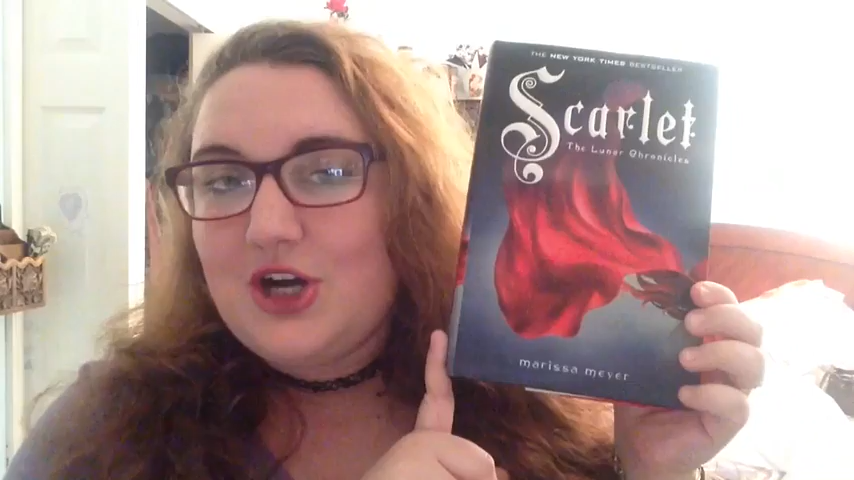 THE NEW YORK TIMES BESTSELLER
Scarlet
The Lunar Chronicles
marissa meyer